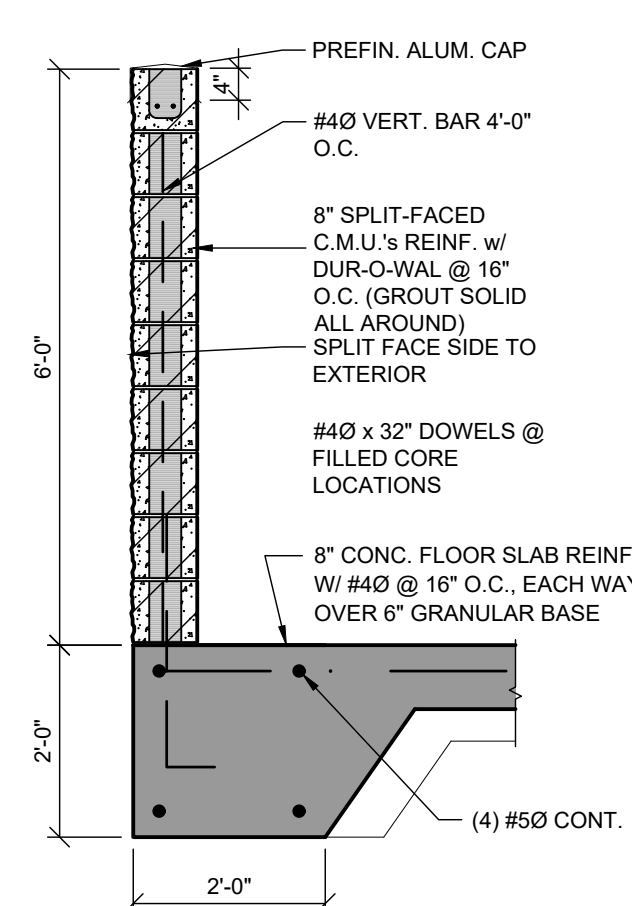 PREFIN. ALUM. CAP
4"
#4Ø VERT. BAR 4'-0"
O.C.
8" SPLIT-FACED
C.M.U.'s REINF. w/
DUR-O-WAL @ 16"
O.C. (GROUT SOLID
ALL AROUND)
SPLIT FACE SIDE TO
EXTERIOR
6'-0"
#4Ø x 32" DOWELS @
FILLED CORE
LOCATIONS
8" CONC. FLOOR SLAB REINF
W/ #4Ø @ 16" O.C., EACH WAY
OVER 6" GRANULAR BASE
2'-0"
(4) #5Ø CONT.
2'-0"